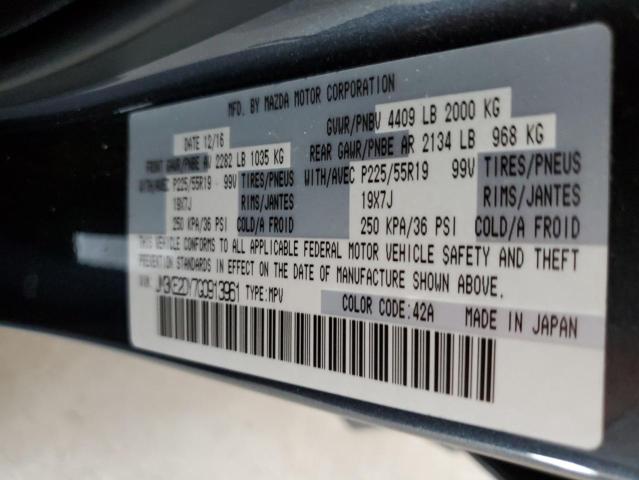 MFD. BY MAZDA MOTOR CORPORATION
DATE 12/16 GVWR/PNBV 4409 LB 2000 KG
FRONT GAWR/PNBE AV 2282 LB 1035 KG REAR GAWR/PNBE AR 2134 LB 968 KG
WITH/AVEC P225/55R19 99V TIRES/PNEUS WITH/AVEC P225/55R19 99V TIRES/PNEUS
19X7J RIMS/JANTES 19X7J RIMS/JANTES
250 KPA/36 PSI COLD/A FROID 250 KPA/36 PSI COLD/A FROID
THIS VEHICLE CONFORMS TO ALL APPLICABLE FEDERAL MOTOR VEHICLE SAFETY AND THEFT
PREVENTION STANDARDS IN EFFECT ON THE DATE OF MANUFACTURE SHOWN ABOVE.
VIN: JM3KE2DY7G0913961 TYPE:MPV
COLOR CODE:42A MADE IN JAPAN